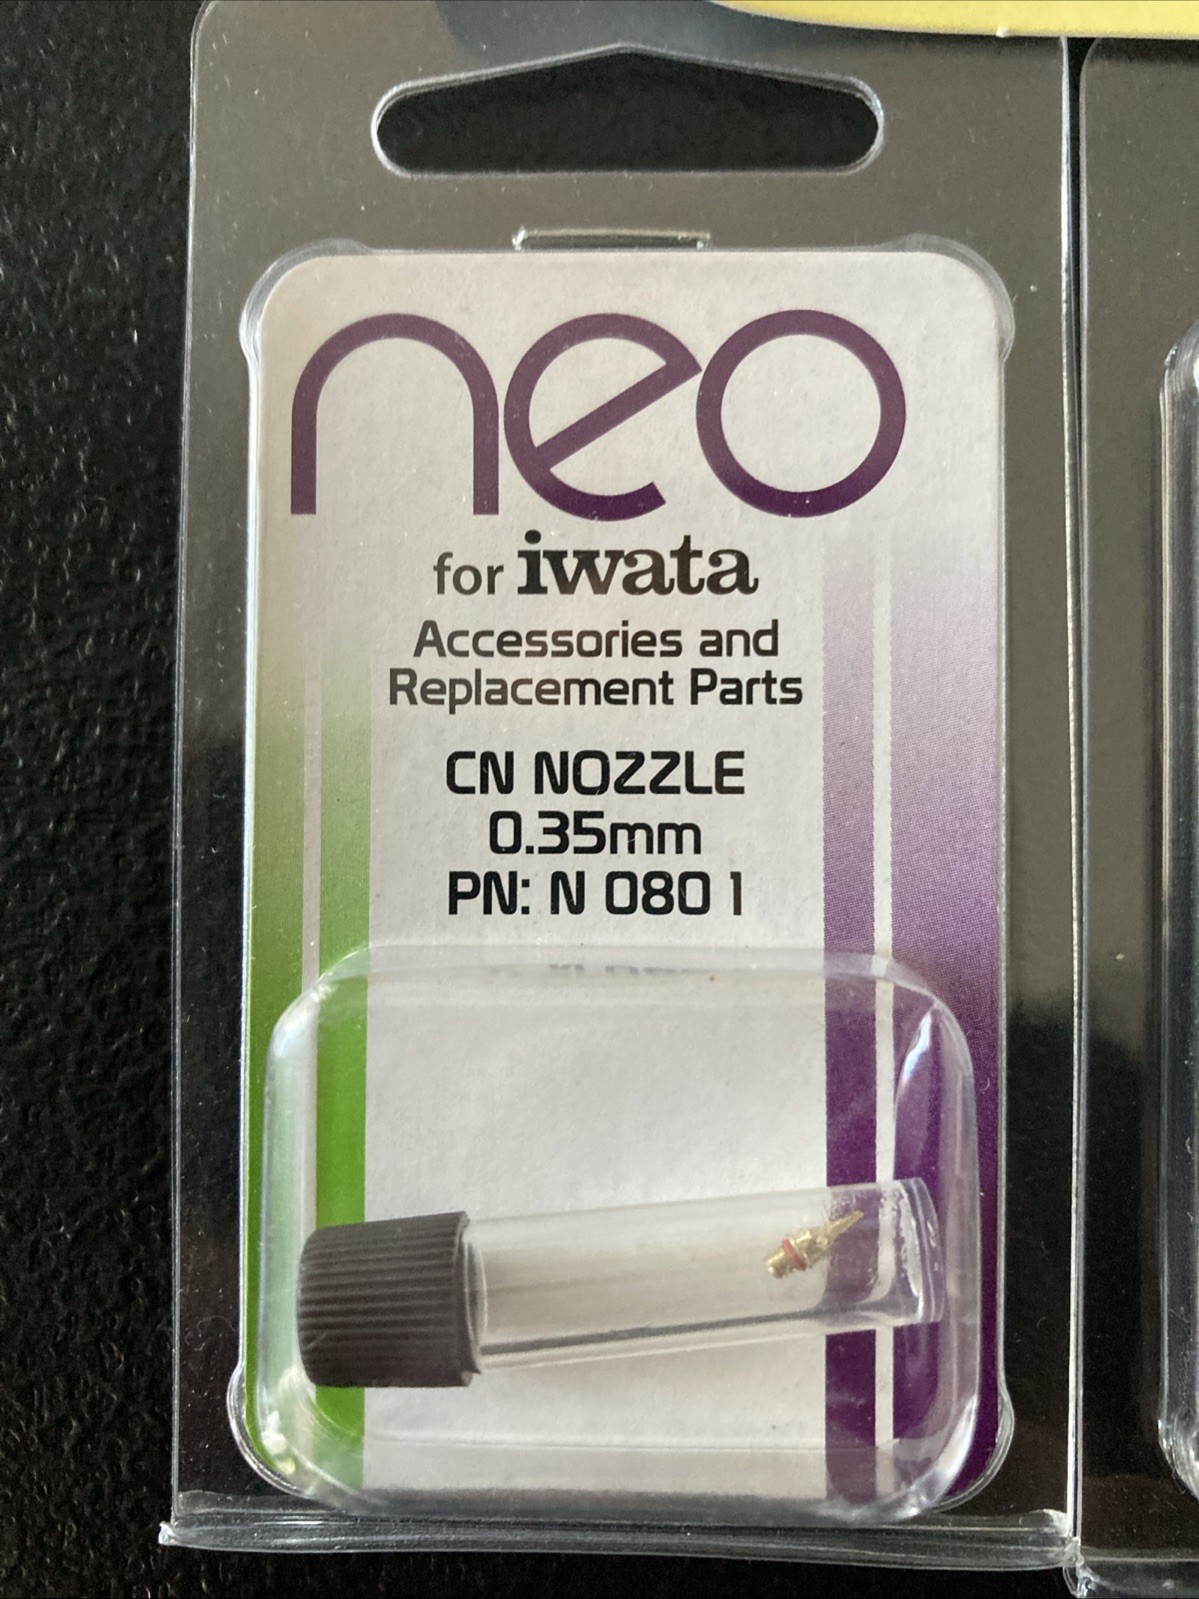 neo
for iwata
Accessories and
Replacement Parts
CN NOZZLE
0.35mm
PN: N 080 1